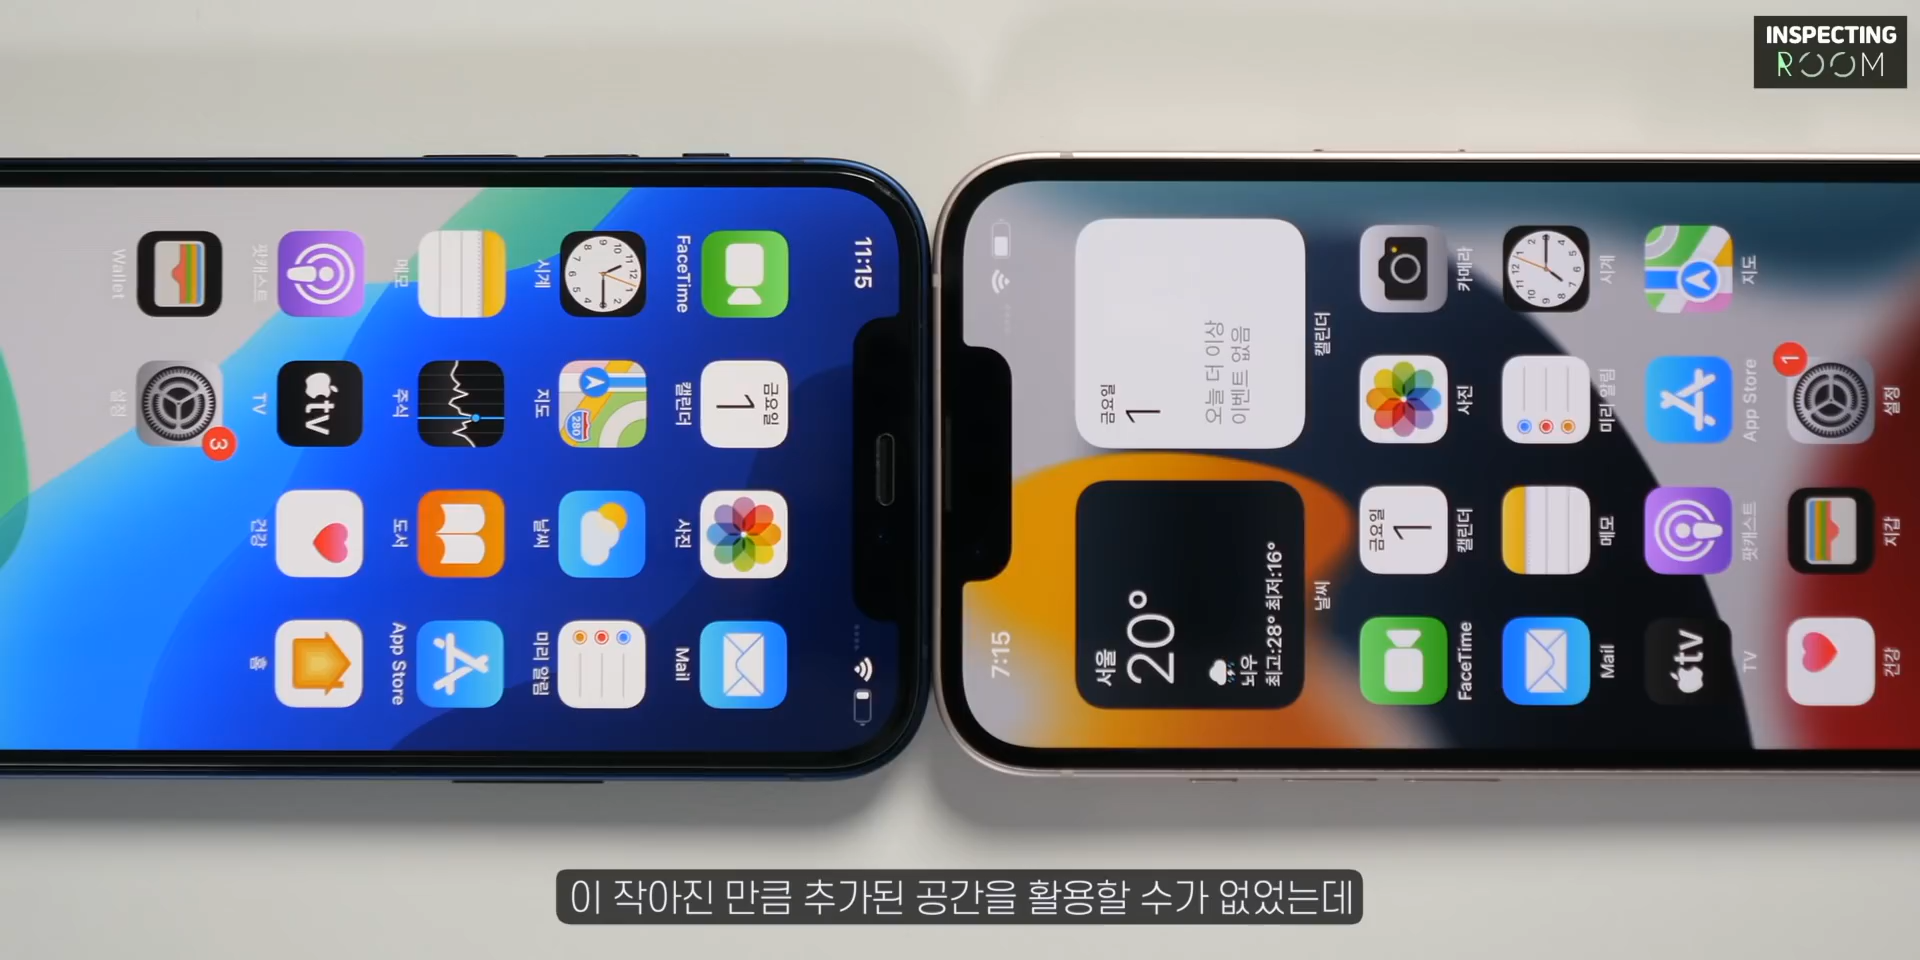 INSPECTING
ROOM
11:15
FaceTime
캘린더
사진
Mail
금요일
1
시계
지도
280
날씨
미리 알림
메모
주식
도서
App Store
팟캐스트
TV
tv
건강
홈
Wallet
설정
3
7:15
금요일
1
오늘 더 이상
이벤트 없음
캘린더
서울
20°
뇌우
최고:28° 최저:16°
날씨
카메라
사진
금요일
1
캘린더
FaceTime
시계
미리 알림
메모
Mail
지도
App Store
팟캐스트
tv
TV
1
설정
지갑
건강
이 작아진 만큼 추가된 공간을 활용할 수가 없었는데